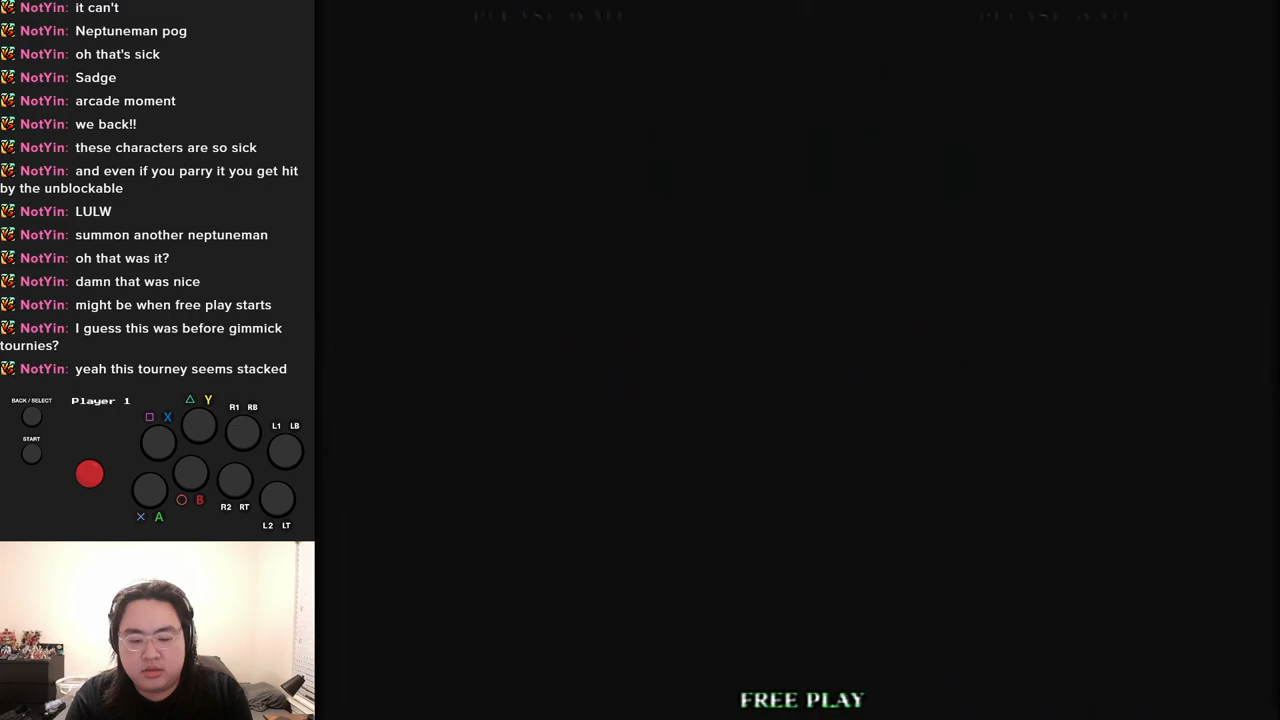 NotYin: it can't
NotYin: Neptuneman pog
NotYin: oh that's sick
NotYin: Sadge
NotYin: arcade moment
NotYin: we back!!
NotYin: these characters are so sick
NotYin: and even if you parry it you get hit
by the unblockable
NotYin: LULW
NotYin: summon another neptuneman
NotYin: oh that was it?
NotYin: damn that was nice
NotYin: might be when free play starts
NotYin: I guess this was before gimmick
tournies?
NotYin: yeah this tourney seems stacked
BACK / SELECT
Player 1
START
X
Y
R1 RB
L1 LB
A
B
R2 RT
L2 LT
PLEASE WAIT
PLEASE WAIT
FREE PLAY